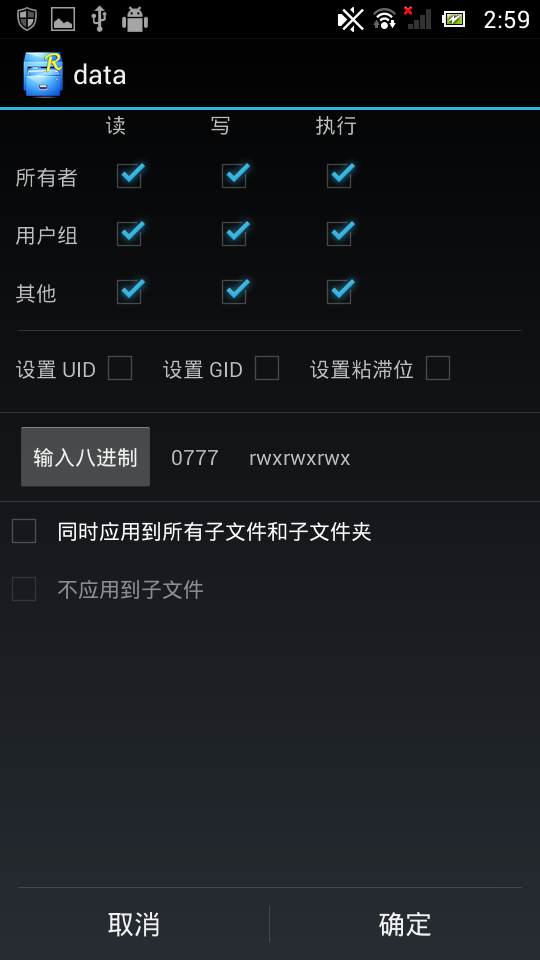 2:59
data
读 写 执行
所有者
用户组
其他
设置 UID 设置 GID 设置粘滞位
输入八进制 0777 rwxrwxrwx
同时应用到所有子文件和子文件夹
不应用到子文件
取消 确定